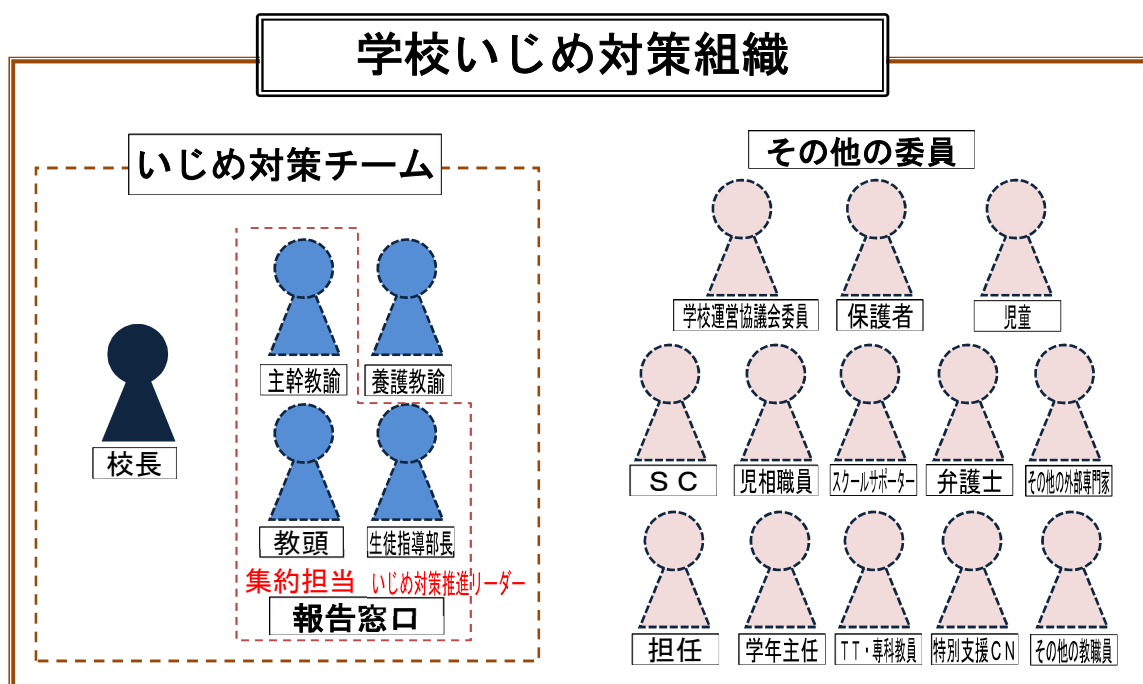 学校いじめ対策組織
いじめ対策チーム
校長
主幹教諭
養護教諭
教頭
生徒指導部長
集約担当
いじめ対策推進リーダー
報告窓口
その他の委員
学校運営協議会委員
保護者
児童
ＳＣ
児相職員
スクールサポーター
弁護士
その他の外部専門家
担任
学年主任
ＴＴ・専科教員
特別支援ＣＮ
その他の教職員